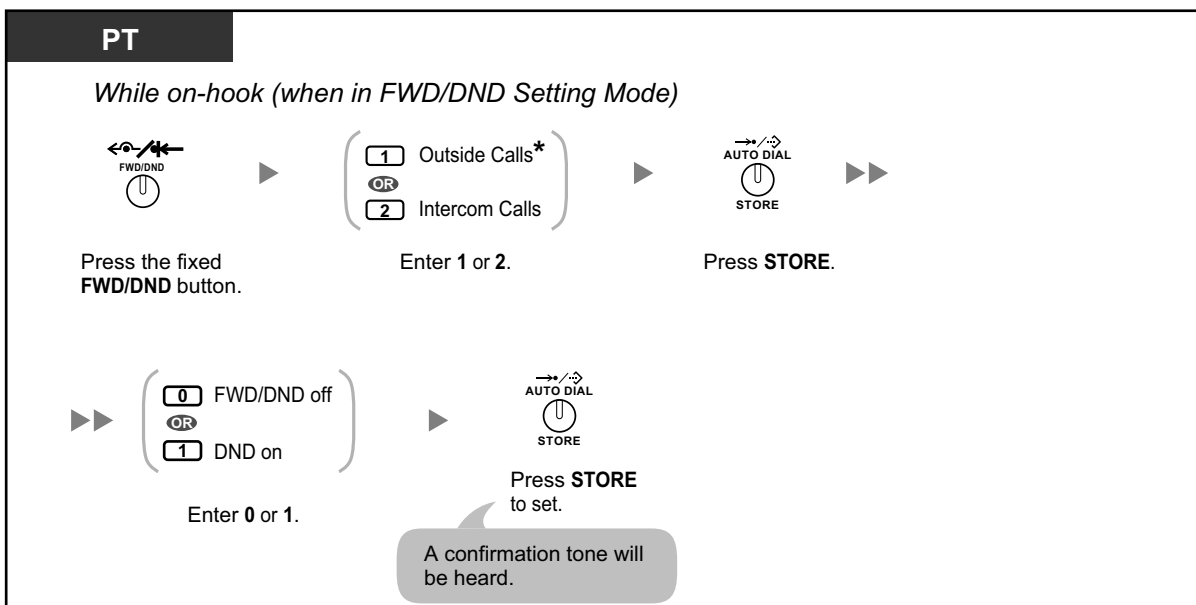 PT
While on-hook (when in FWD/DND Setting Mode)
FWD/DND
1 Outside Calls*
OR
2 Intercom Calls
AUTO DIAL
STORE
Press the fixed
FWD/DND button.
Enter 1 or 2.
Press STORE.
0 FWD/DND off
OR
1 DND on
Enter 0 or 1.
AUTO DIAL
STORE
Press STORE
to set.
A confirmation tone will
be heard.